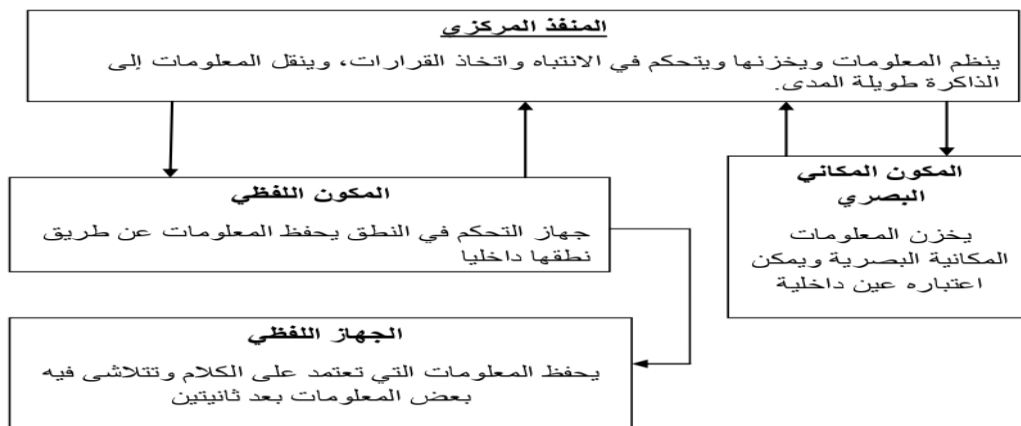 المنفذ المركزي
ينظم المعلومات ويخزنها ويتحكم في الانتباه واتخاذ القرارات، وينقل المعلومات إلى
الذاكرة طويلة المدى.
المكون المكاني
البصري
يخزن المعلومات
المكانية البصرية ويمكن
اعتباره عين داخلية
المكون اللفظي
جهاز التحكم في النطق يحفظ المعلومات عن طريق
نطقها داخليا
الجهاز اللفظي
يحفظ المعلومات التي تعتمد على الكلام وتتلاشى فيه
بعض المعلومات بعد ثانيتين